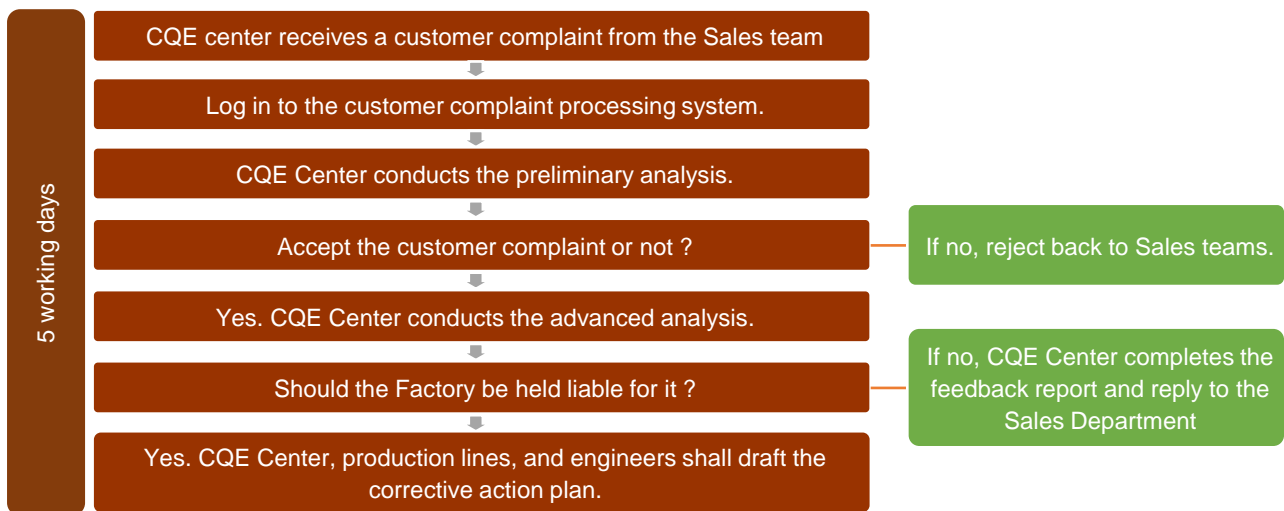 5 working days
CQE center receives a customer complaint from the Sales team
Log in to the customer complaint processing system.
CQE Center conducts the preliminary analysis.
Accept the customer complaint or not ?
If no, reject back to Sales teams.
Yes. CQE Center conducts the advanced analysis.
Should the Factory be held liable for it ?
If no, CQE Center completes the
feedback report and reply to the
Sales Department
Yes. CQE Center, production lines, and engineers shall draft the
corrective action plan.